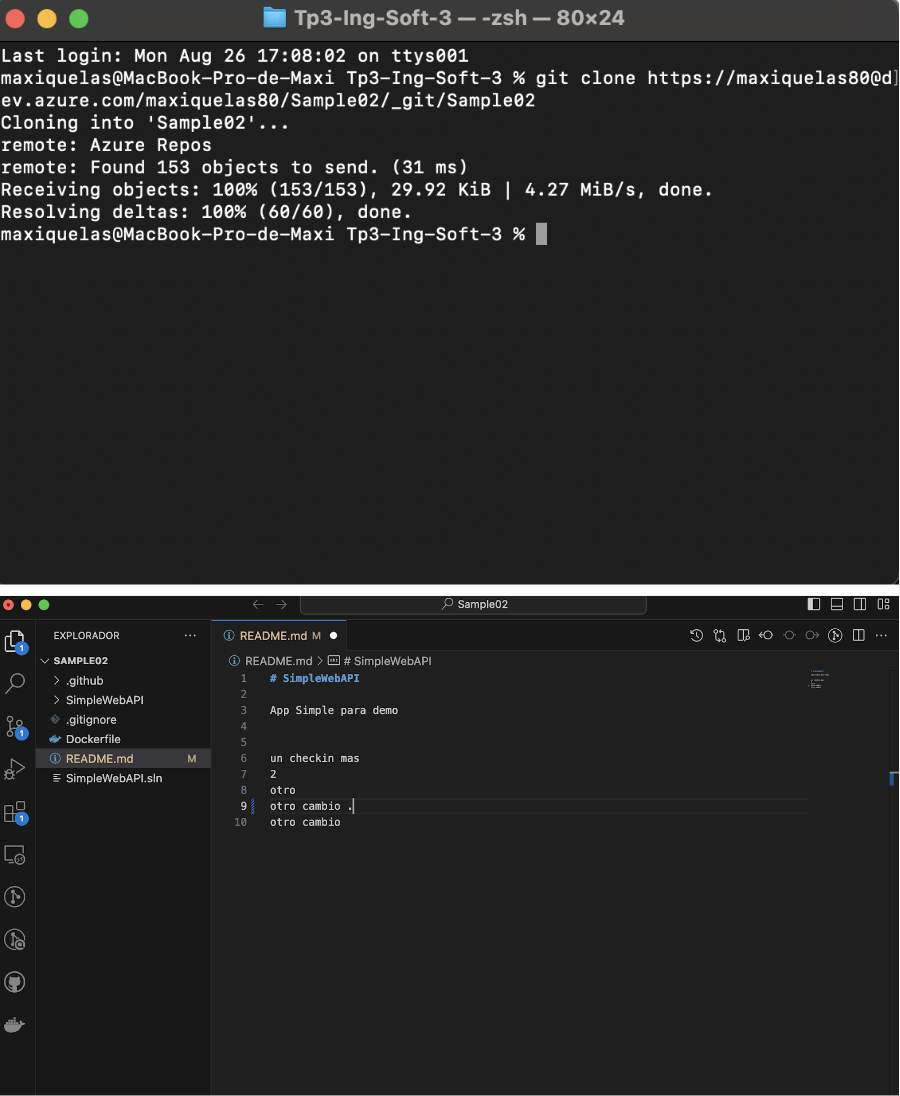 Tp3-Ing-Soft-3 — -zsh — 80×24
Last login: Mon Aug 26 17:08:02 on ttys001
maxiquelas@MacBook-Pro-de-Maxi Tp3-Ing-Soft-3 % git clone https://maxiquelas80@d
ev.azure.com/maxiquelas80/Sample02/_git/Sample02
Cloning into 'Sample02'...
remote: Azure Repos
remote: Found 153 objects to send. (31 ms)
Receiving objects: 100% (153/153), 29.92 KiB | 4.27 MiB/s, done.
Resolving deltas: 100% (60/60), done.
maxiquelas@MacBook-Pro-de-Maxi Tp3-Ing-Soft-3 %
Sample02
1
1
1
EXPLORADOR
SAMPLE02
.github
SimpleWebAPI
.gitignore
Dockerfile
README.md M
SimpleWebAPI.sln
README.md M
README.md > # SimpleWebAPI
1 # SimpleWebAPI
2
3 App Simple para demo
4
5
6 un checkin mas
7 2
8 otro
9 otro cambio .
10 otro cambio